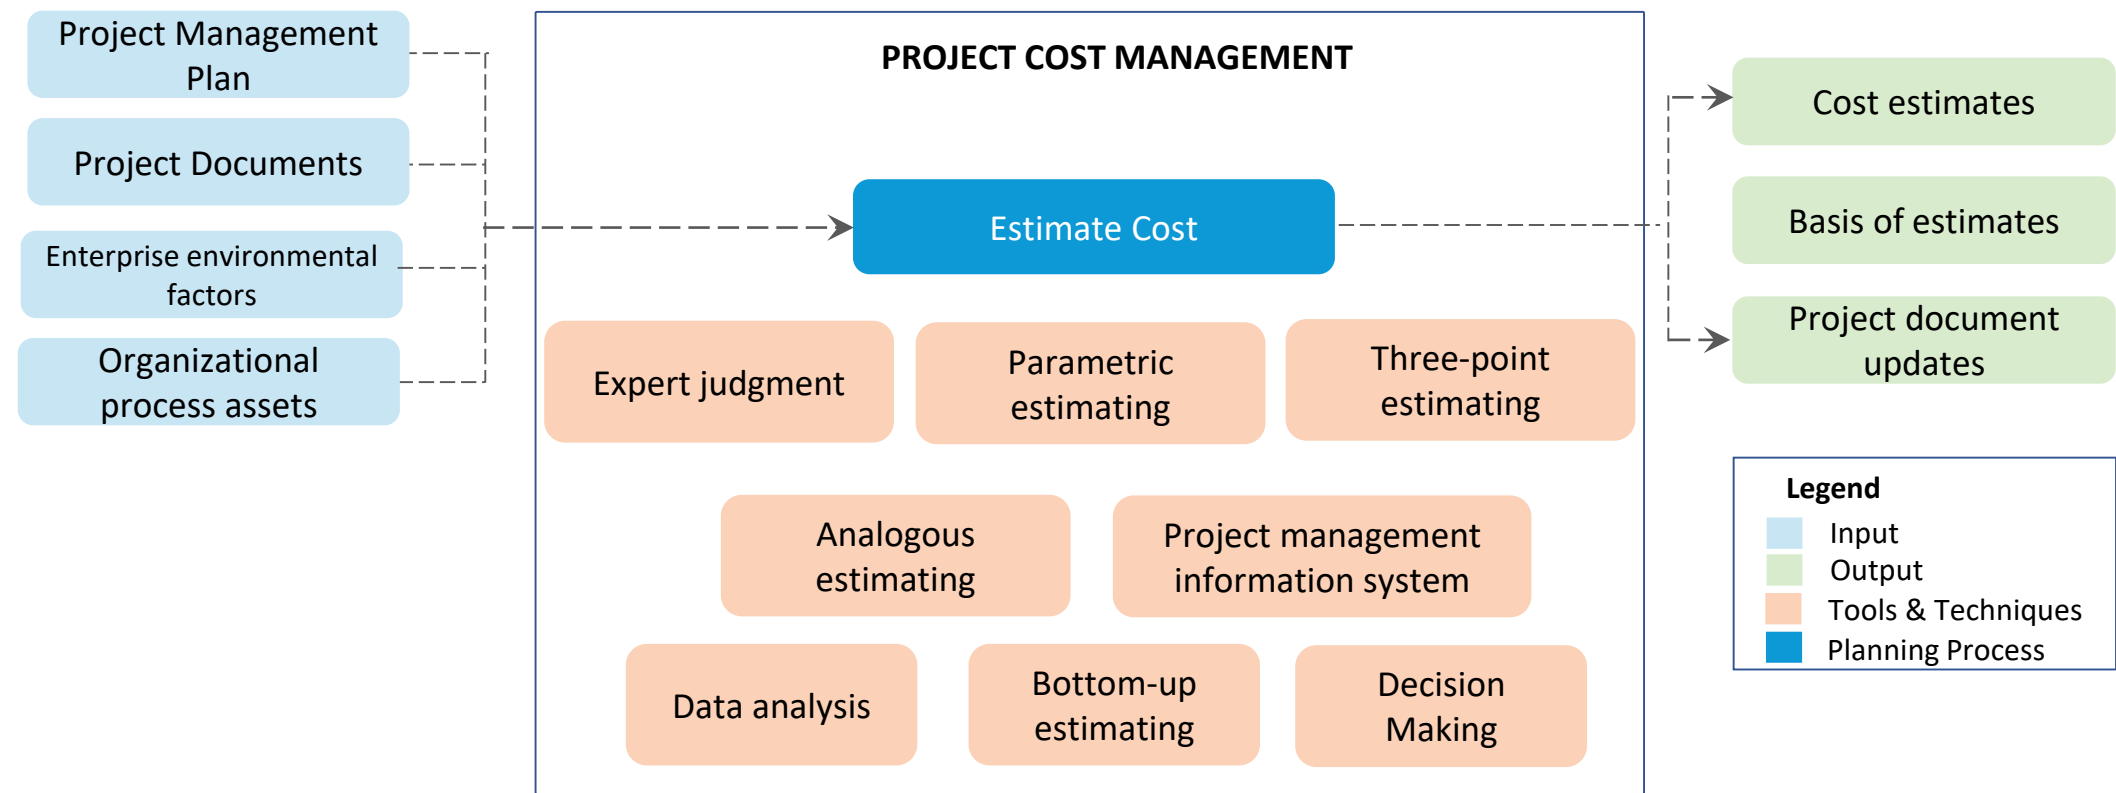 Project Management
Plan
Project Documents
Enterprise environmental
factors
Organizational
process assets
PROJECT COST MANAGEMENT
Estimate Cost
Expert judgment
Parametric
estimating
Three-point
estimating
Analogous
estimating
Project management
information system
Data analysis
Bottom-up
estimating
Decision
Making
Cost estimates
Basis of estimates
Project document
updates
Legend
Input
Output
Tools & Techniques
Planning Process